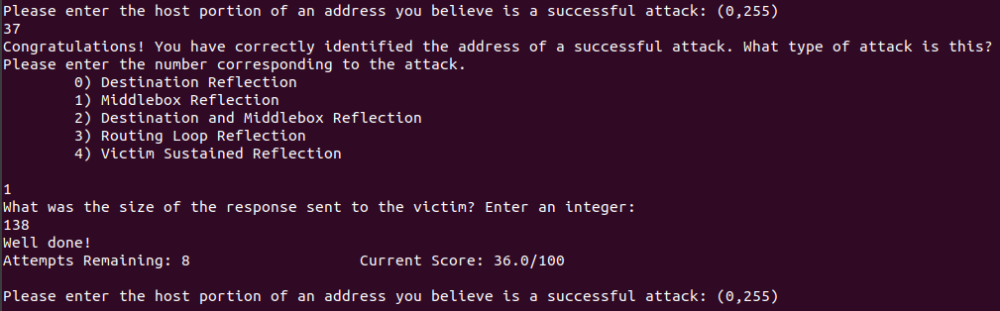 Please enter the host portion of an address you believe is a successful attack: (0,255)
37
Congratulations! You have correctly identified the address of a successful attack. What type of attack is this?
Please enter the number corresponding to the attack.
0) Destination Reflection
1) Middlebox Reflection
2) Destination and Middlebox Reflection
3) Routing Loop Reflection
4) Victim Sustained Reflection
1
What was the size of the response sent to the victim? Enter an integer:
138
Well done!
Attempts Remaining: 8 Current Score: 36.0/100
Please enter the host portion of an address you believe is a successful attack: (0,255)